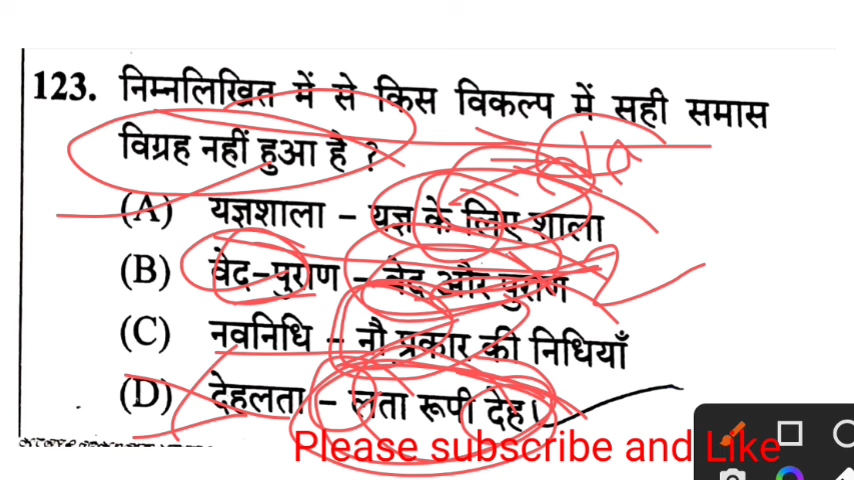 123. निम्नलिखित में से किस विकल्प में सही समास
विग्रह नहीं हुआ है ?
(A) यज्ञशाला – यज्ञ के लिए शाला
(B) वेद-पुराण – वेद और पुराण
(C) नवनिधि – नौ प्रकार की निधियाँ
(D) देहलता – लता रूपी देह।
Please subscribe and Like